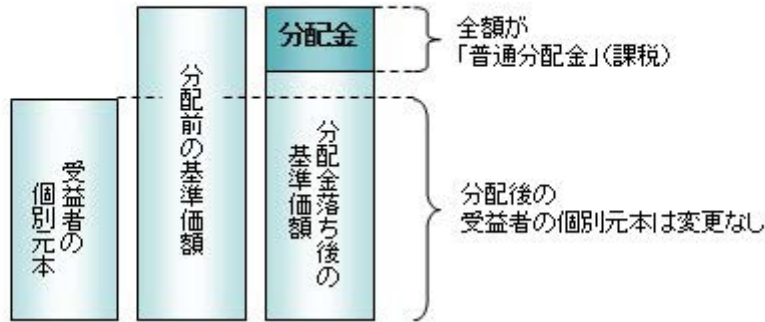 受益者の
個別元本
分配前の基準価額
分配金
分配金落ち後の
基準価額
全額が
「普通分配金」(課税)
分配後の
受益者の個別元本は変更なし